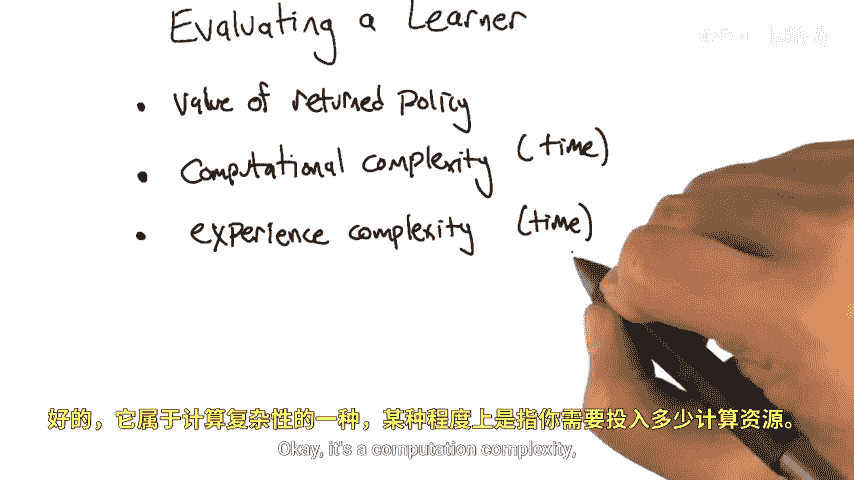 Evaluating a Learner
• Value of returned policy
• Computational complexity (time)
• experience complexity (time)
好的，它属于计算复杂性的一种，某种程度上是指你需要投入多少计算资源。
Okay, it's a computation complexity,